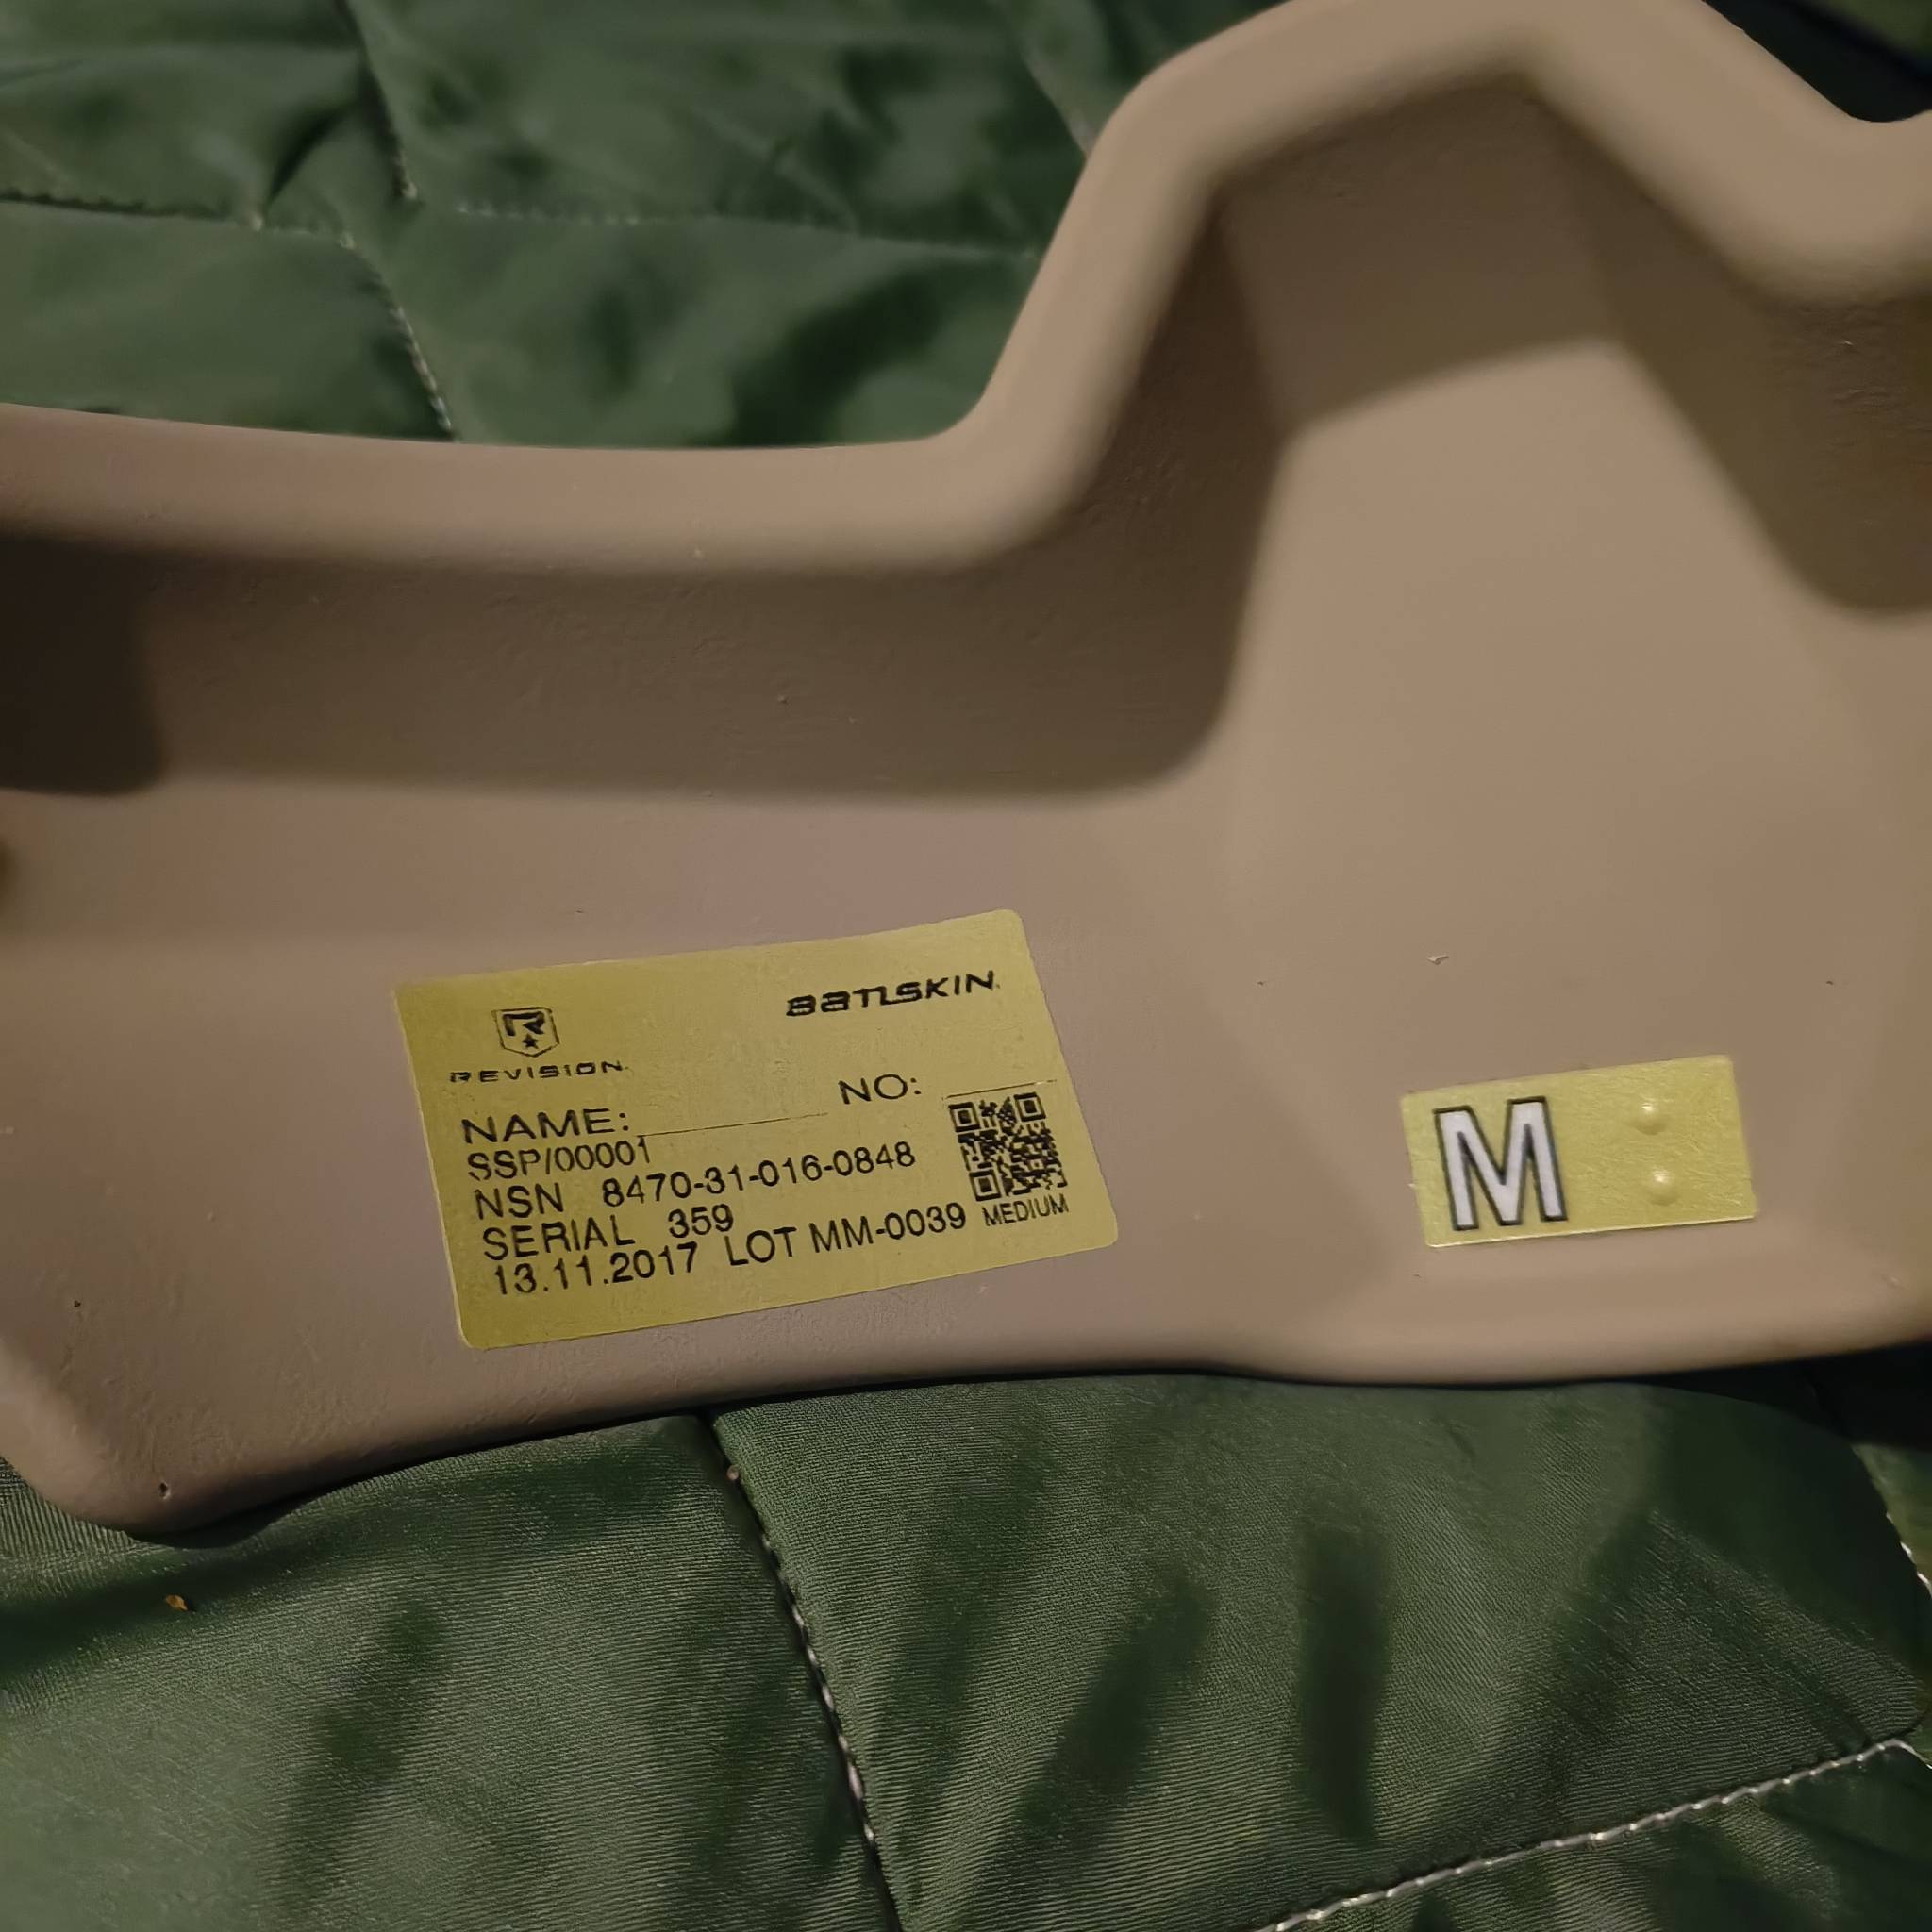 BATLSKIN
REVISION
NAME: NO:
SSP/00001
NSN 8470-31-016-0848
SERIAL 359
13.11.2017 LOT MM-0039 MEDIUM
M